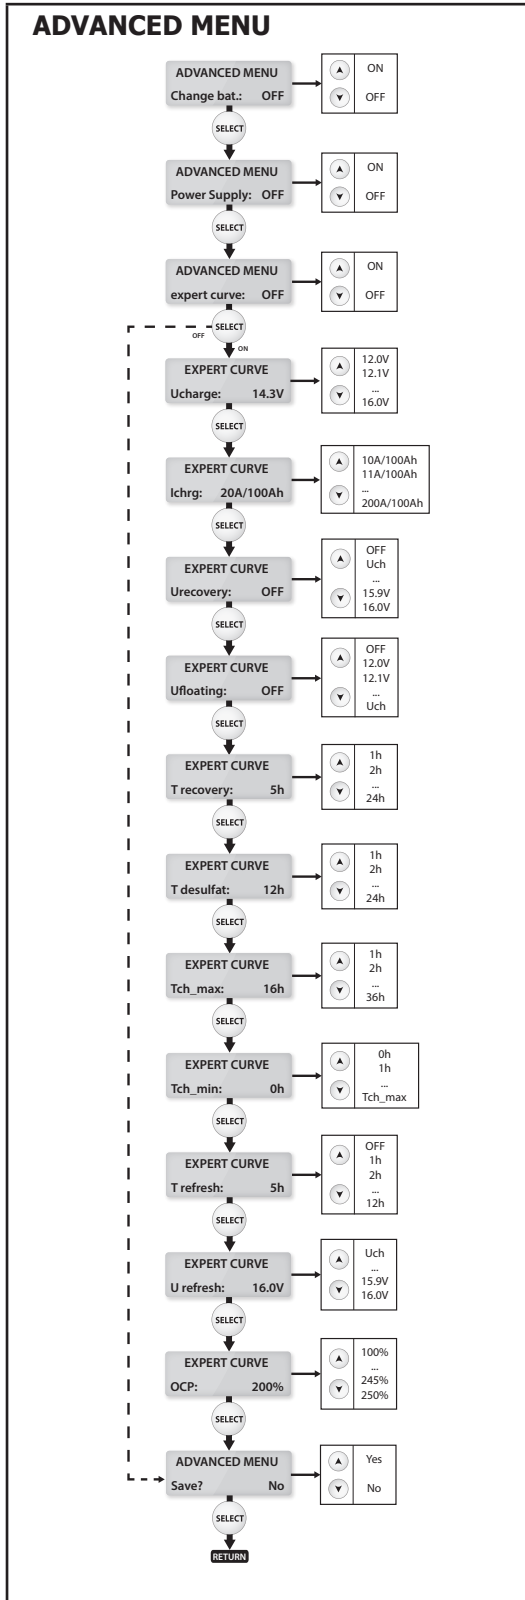 ADVANCED MENU
ADVANCED MENU
Change bat.: OFF
ON
OFF
SELECT
ADVANCED MENU
Power Supply: OFF
ON
OFF
SELECT
ADVANCED MENU
expert curve: OFF
ON
OFF
SELECT
OFF
ON
EXPERT CURVE
Ucharge: 14.3V
12.0V
12.1V
...
16.0V
SELECT
EXPERT CURVE
Ichrg: 20A/100Ah
10A/100Ah
11A/100Ah
...
200A/100Ah
SELECT
EXPERT CURVE
Urecovery: OFF
OFF
Uch
...
15.9V
16.0V
SELECT
EXPERT CURVE
Ufloating: OFF
OFF
12.0V
12.1V
...
Uch
SELECT
EXPERT CURVE
T recovery: 5h
1h
2h
...
24h
SELECT
EXPERT CURVE
T desulfat: 12h
1h
2h
...
24h
SELECT
EXPERT CURVE
Tch_max: 16h
1h
2h
...
36h
SELECT
EXPERT CURVE
Tch_min: 0h
0h
1h
...
Tch_max
SELECT
EXPERT CURVE
T refresh: 5h
OFF
1h
2h
...
12h
SELECT
EXPERT CURVE
U refresh: 16.0V
Uch
...
15.9V
16.0V
SELECT
EXPERT CURVE
OCP: 200%
100%
...
245%
250%
SELECT
ADVANCED MENU
Save? No
Yes
No
SELECT
RETURN